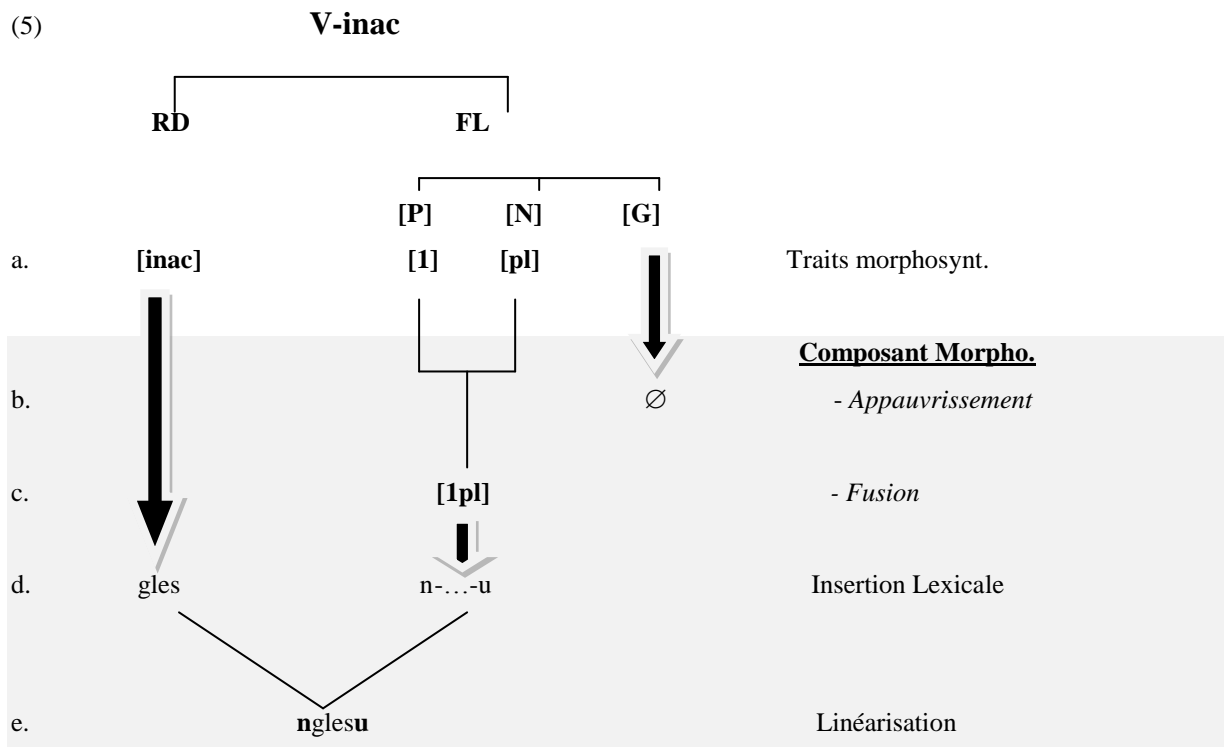 (5) V-inac
RD FL
[P] [N] [G]
a. [inac] [1] [pl] Traits morphosynt.
Composant Morpho.
b. ∅ - Appauvrissement
c. [1pl] - Fusion
d. gles n-…-u Insertion Lexicale
e. nglesu Linéarisation